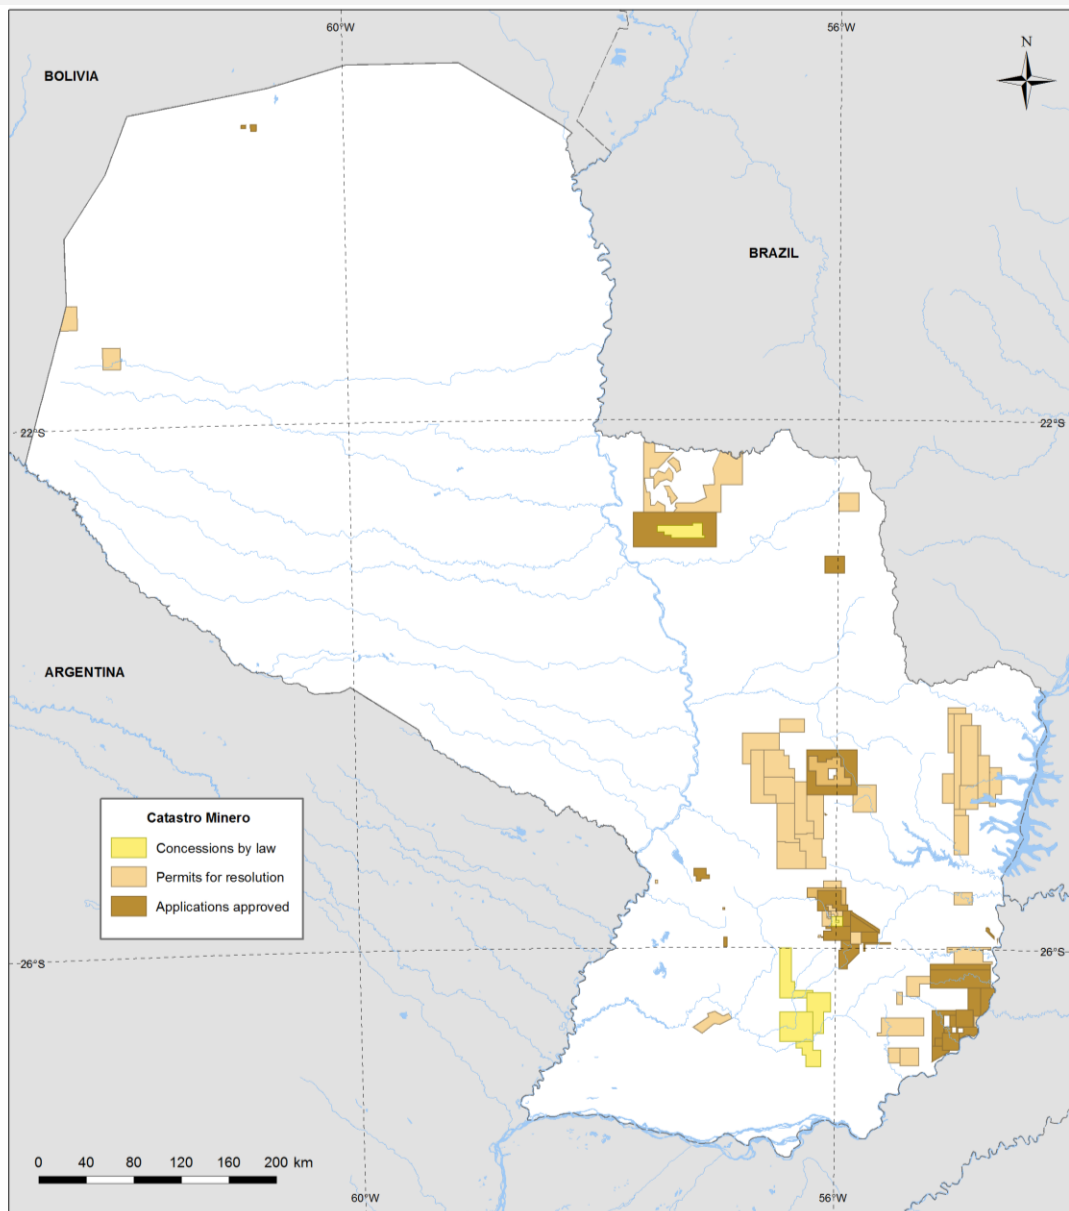 60°W
56°W
N
BOLIVIA
BRAZIL
22°S
22°S
ARGENTINA
Catastro Minero
Concessions by law
Permits for resolution
Applications approved
26°S
26°S
0 40 80 120 160 200 km
60°W
56°W